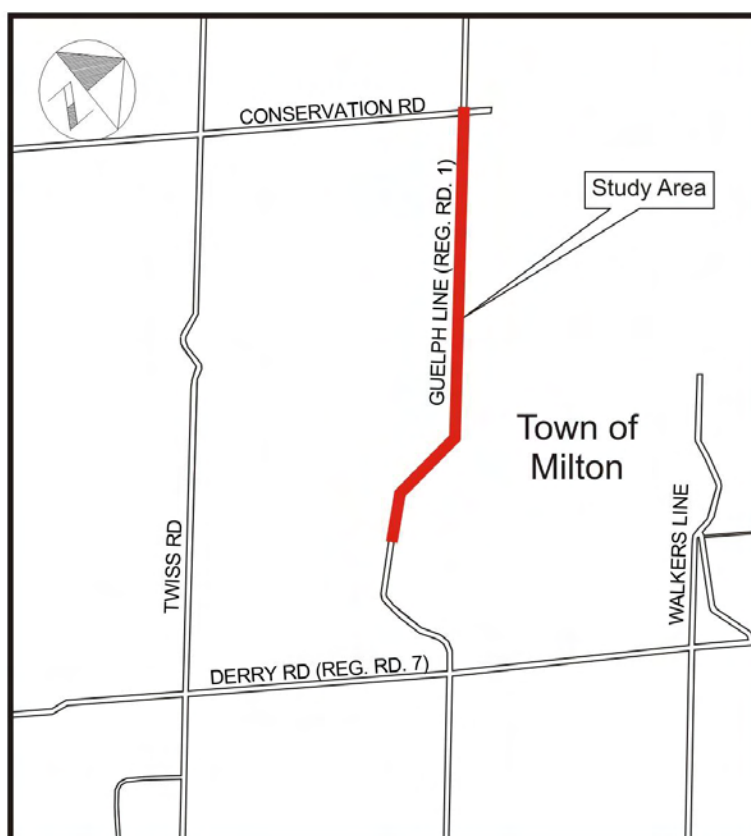 CONSERVATION RD
Study Area
GUELPH LINE (REG. RD. 1)
Town of
Milton
TWISS RD
WALKERS LINE
DERRY RD (REG. RD. 7)